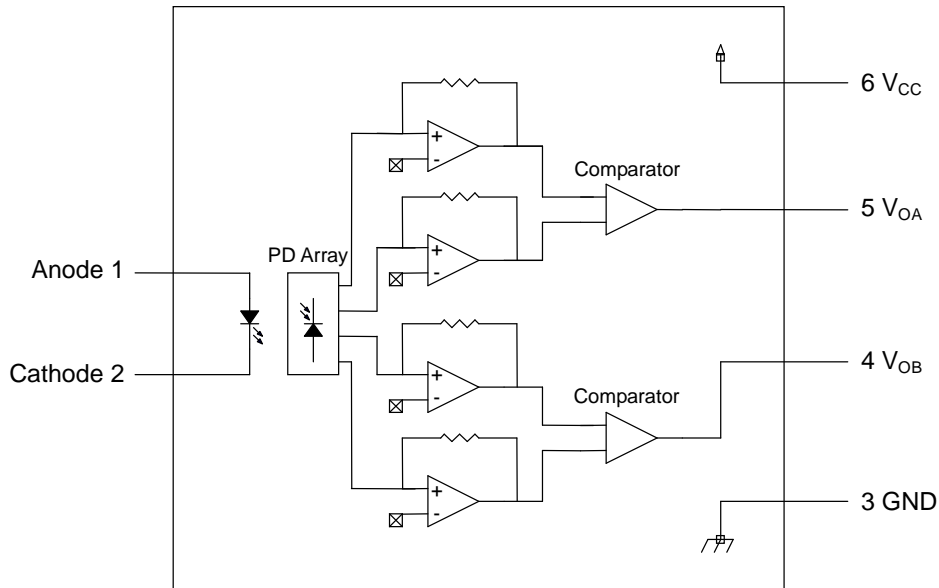 6 V_CC
+
-
Comparator
5 V_OA
+
-
PD Array
Anode 1
Cathode 2
+
-
4 V_OB
Comparator
+
-
3 GND